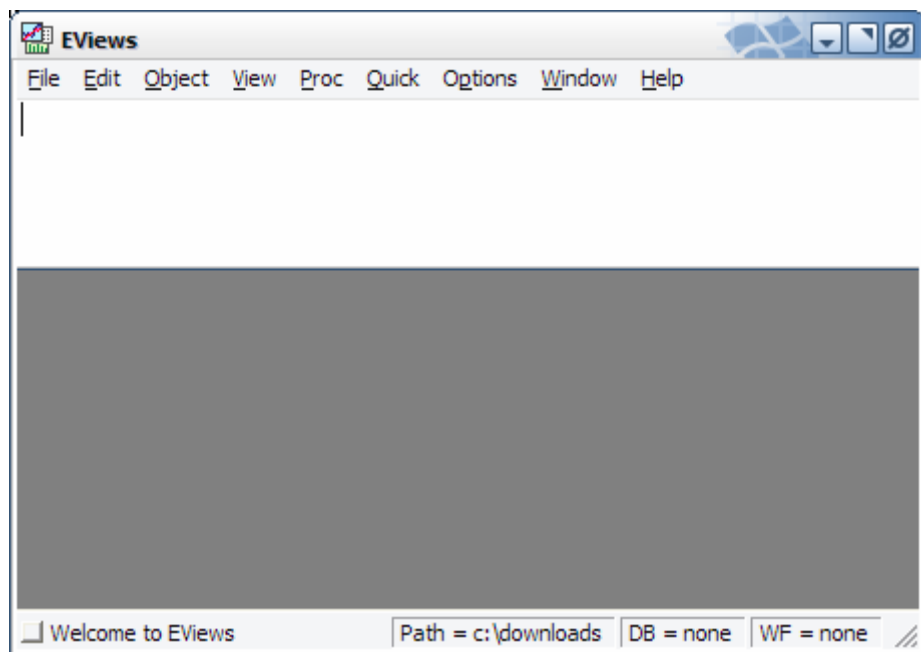 EViews
File Edit Object View Proc Quick Options Window Help
Welcome to EViews Path = c:\downloads DB = none WF = none